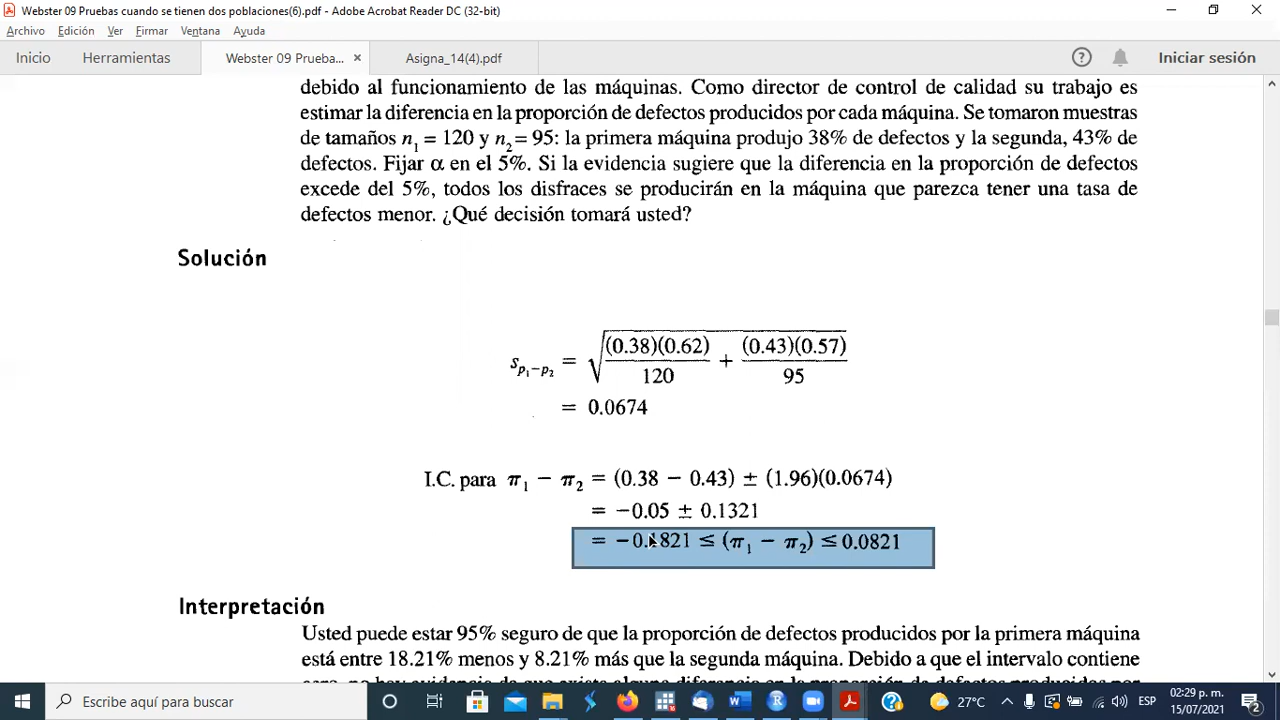 Webster 09 Pruebas cuando se tienen dos poblaciones(6).pdf - Adobe Acrobat Reader DC (32-bit)
Archivo Edición Ver Firmar Ventana Ayuda
Inicio Herramientas Webster 09 Prueba... × Asigna_14(4).pdf Iniciar sesión
debido al funcionamiento de las máquinas. Como director de control de calidad su trabajo es
estimar la diferencia en la proporción de defectos producidos por cada máquina. Se tomaron muestras
de tamaños n₁ = 120 y n₂ = 95: la primera máquina produjo 38% de defectos y la segunda, 43% de
defectos. Fijar α en el 5%. Si la evidencia sugiere que la diferencia en la proporción de defectos
excede del 5%, todos los disfraces se producirán en la máquina que parezca tener una tasa de
defectos menor. ¿Qué decisión tomará usted?
Solución
s_{p₁−p₂} = √((0.38)(0.62)/120 + (0.43)(0.57)/95)
= 0.0674
I.C. para π₁ − π₂ = (0.38 − 0.43) ± (1.96)(0.0674)
= −0.05 ± 0.1321
= −0.1821 ≤ (π₁ − π₂) ≤ 0.0821
Interpretación
Usted puede estar 95% seguro de que la proporción de defectos producidos por la primera máquina
está entre 18.21% menos y 8.21% más que la segunda máquina. Debido a que el intervalo contiene
Escribe aquí para buscar
27°C ESP 02:29 p. m.
15/07/2021
2